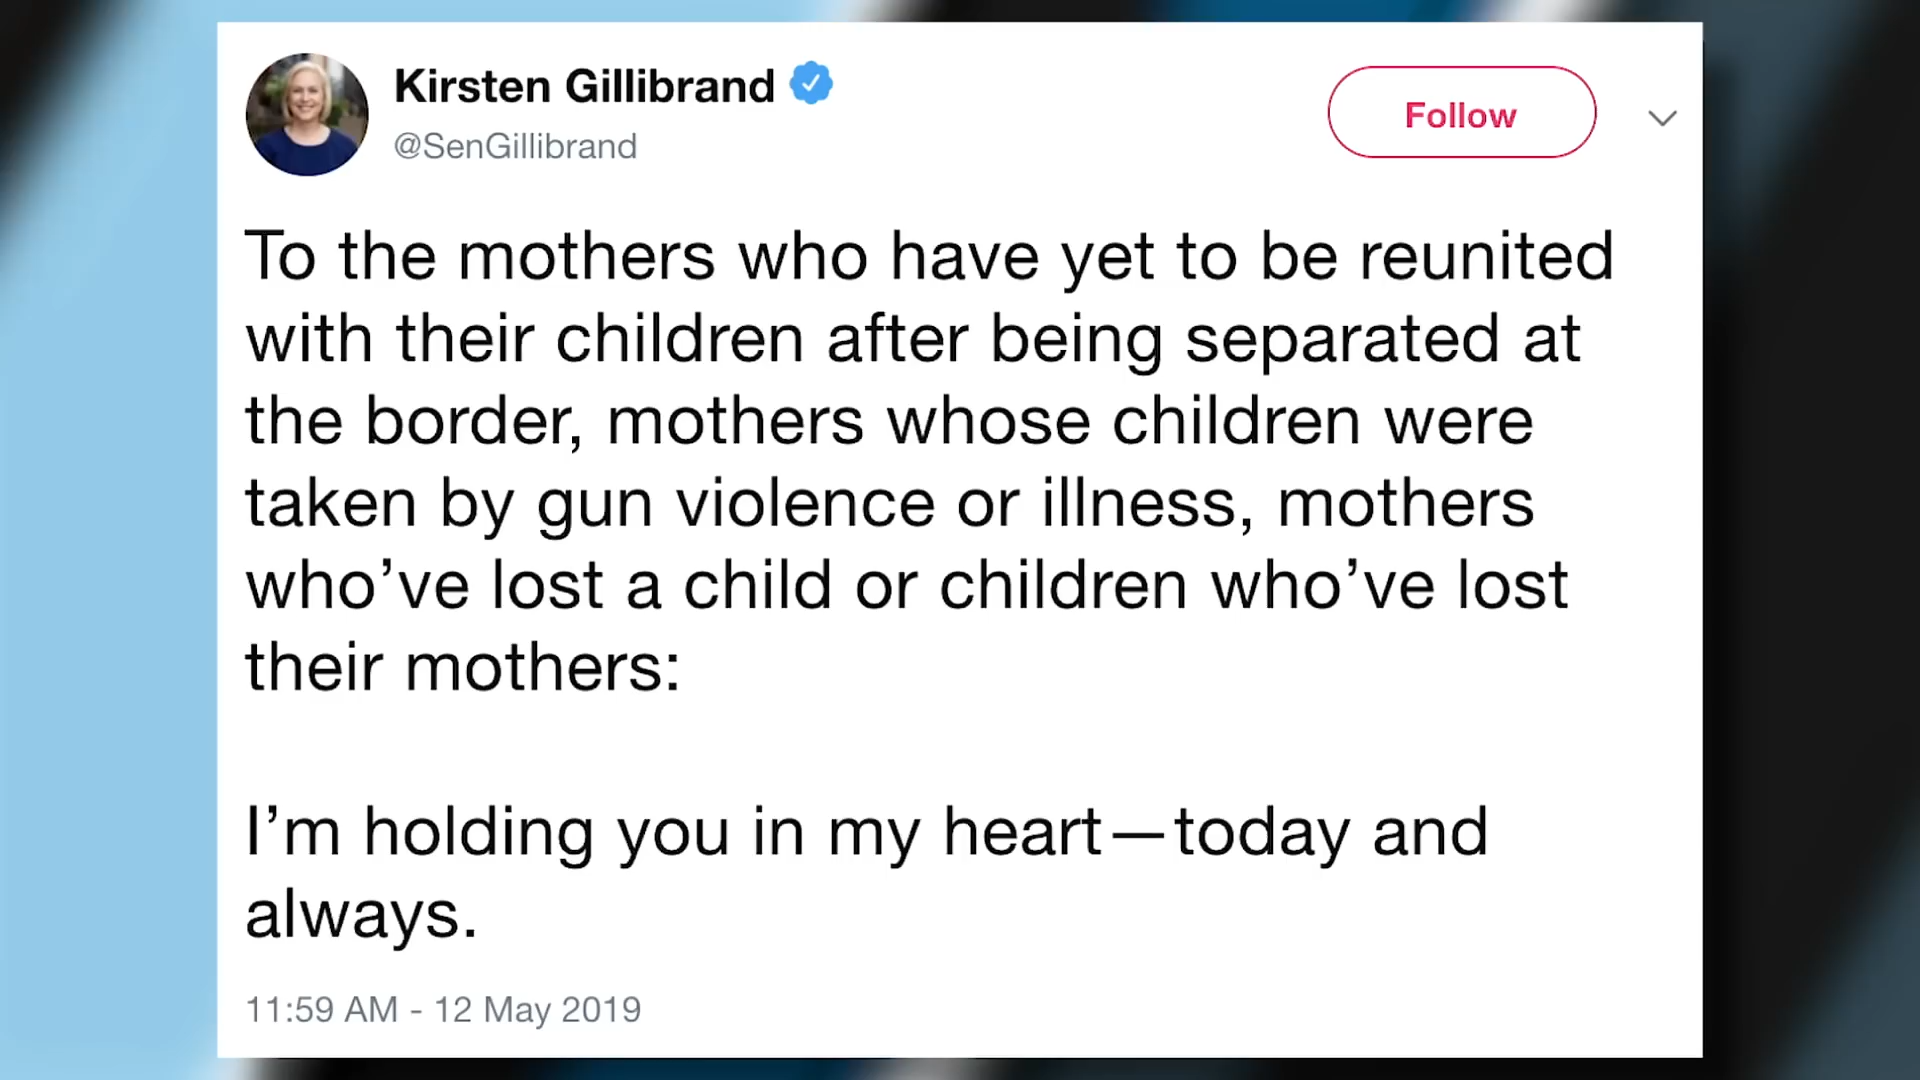 Kirsten Gillibrand
@SenGillibrand
Follow
To the mothers who have yet to be reunited
with their children after being separated at
the border, mothers whose children were
taken by gun violence or illness, mothers
who’ve lost a child or children who’ve lost
their mothers:
I’m holding you in my heart—today and
always.
11:59 AM - 12 May 2019